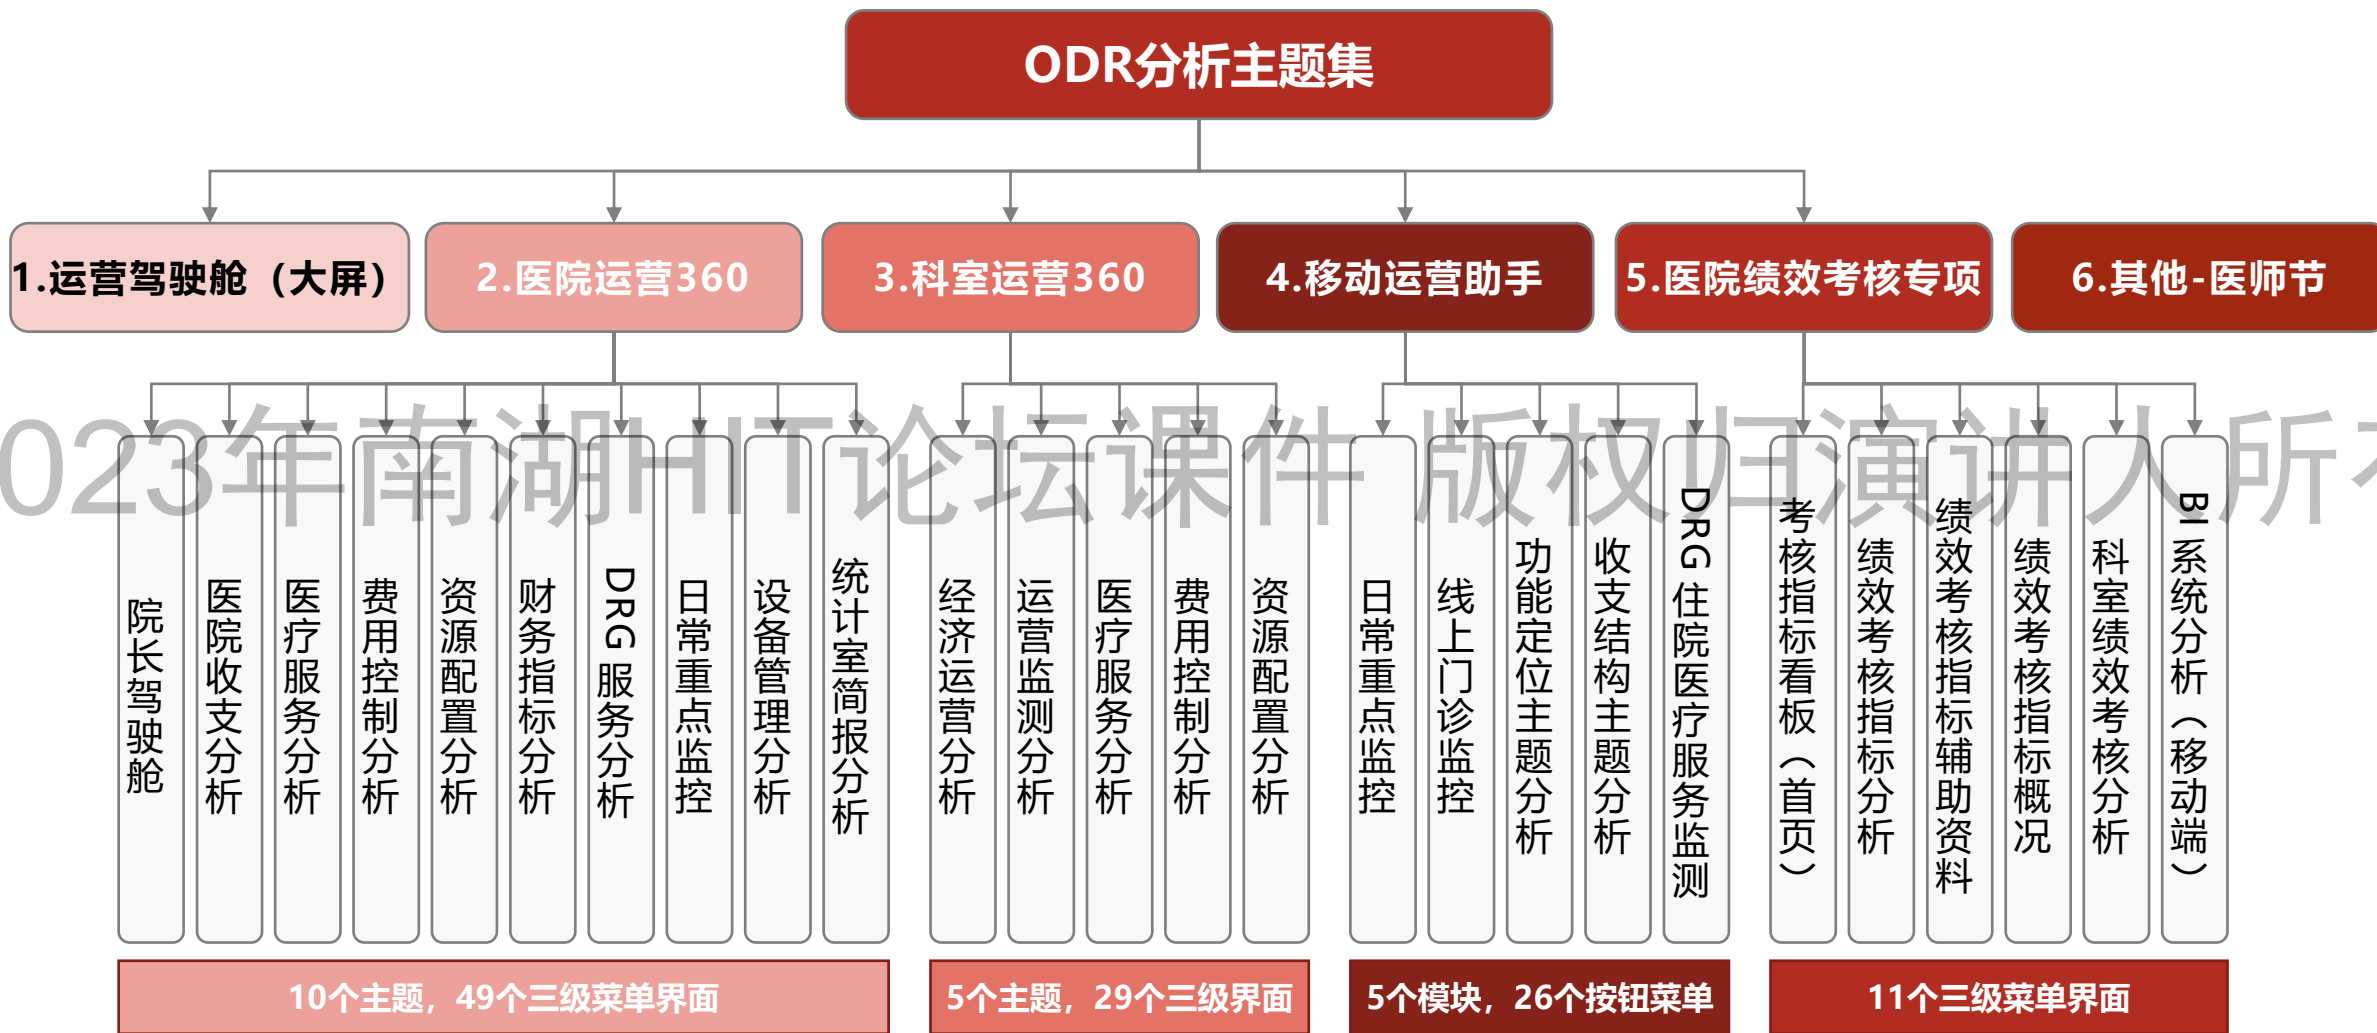 ODR分析主题集
1.运营驾驶舱（大屏）
2.医院运营360
3.科室运营360
4.移动运营助手
5.医院绩效考核专项
6.其他-医师节
023年南湖HIT论坛课件 版权归演讲人所有
院长驾驶舱
医院收支分析
医疗服务分析
费用控制分析
资源配置分析
财务指标分析
DRG服务分析
日常重点监控
设备管理分析
统计室简报分析
经济运营分析
运营监测分析
医疗服务分析
费用控制分析
资源配置分析
日常重点监控
线上门诊监控
功能定位主题分析
收支结构主题分析
DRG住院医疗服务监测
考核指标看板（首页）
绩效考核指标分析
绩效考核指标辅助资料
绩效考核指标概况
科室绩效考核分析
BI系统分析（移动端）
10个主题，49个三级菜单界面
5个主题，29个三级界面
5个模块，26个按钮菜单
11个三级菜单界面